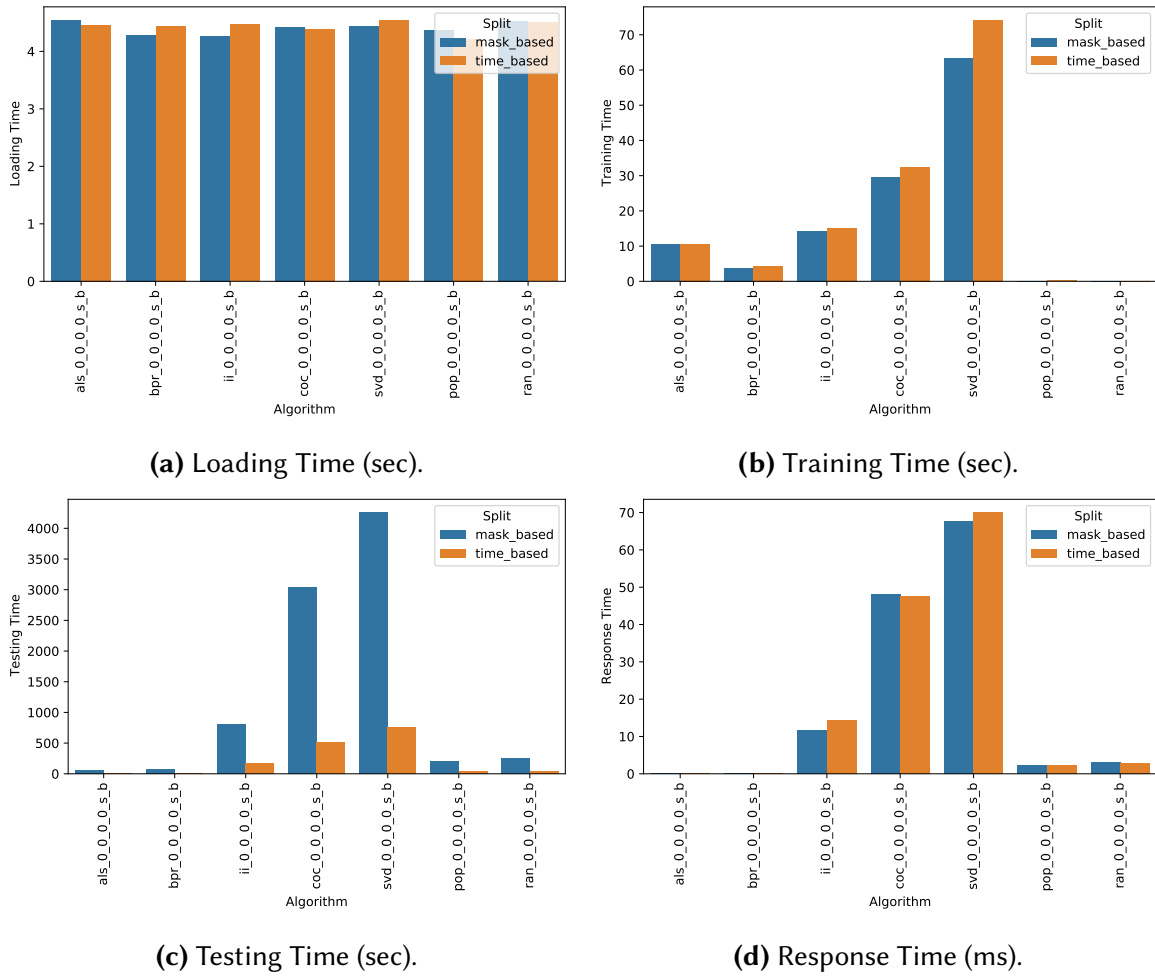 Loading Time
4
3
2
1
0
Split
mask_based
time_based
als_0_0_0_0_s_b
bpr_0_0_0_0_s_b
ii_0_0_0_0_s_b
coc_0_0_0_0_s_b
svd_0_0_0_0_s_b
pop_0_0_0_0_s_b
ran_0_0_0_0_s_b
Algorithm
(a) Loading Time (sec).
Training Time
70
60
50
40
30
20
10
0
Split
mask_based
time_based
als_0_0_0_0_s_b
bpr_0_0_0_0_s_b
ii_0_0_0_0_s_b
coc_0_0_0_0_s_b
svd_0_0_0_0_s_b
pop_0_0_0_0_s_b
ran_0_0_0_0_s_b
Algorithm
(b) Training Time (sec).
Testing Time
4000
3500
3000
2500
2000
1500
1000
500
0
Split
mask_based
time_based
als_0_0_0_0_s_b
bpr_0_0_0_0_s_b
ii_0_0_0_0_s_b
coc_0_0_0_0_s_b
svd_0_0_0_0_s_b
pop_0_0_0_0_s_b
ran_0_0_0_0_s_b
Algorithm
(c) Testing Time (sec).
Response Time
70
60
50
40
30
20
10
0
Split
mask_based
time_based
als_0_0_0_0_s_b
bpr_0_0_0_0_s_b
ii_0_0_0_0_s_b
coc_0_0_0_0_s_b
svd_0_0_0_0_s_b
pop_0_0_0_0_s_b
ran_0_0_0_0_s_b
Algorithm
(d) Response Time (ms).